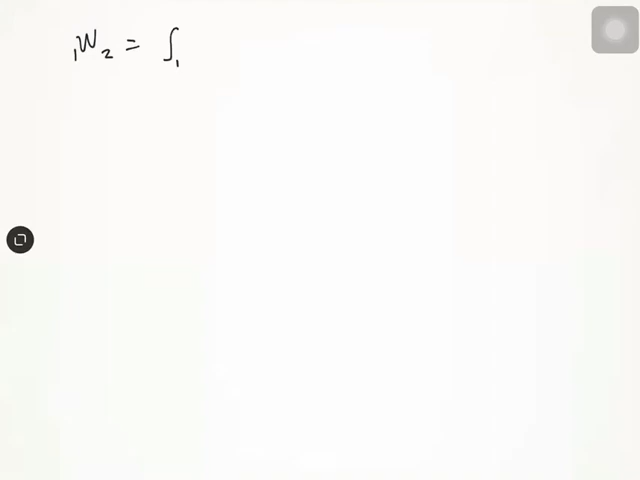 ₁W₂ = ∫₁